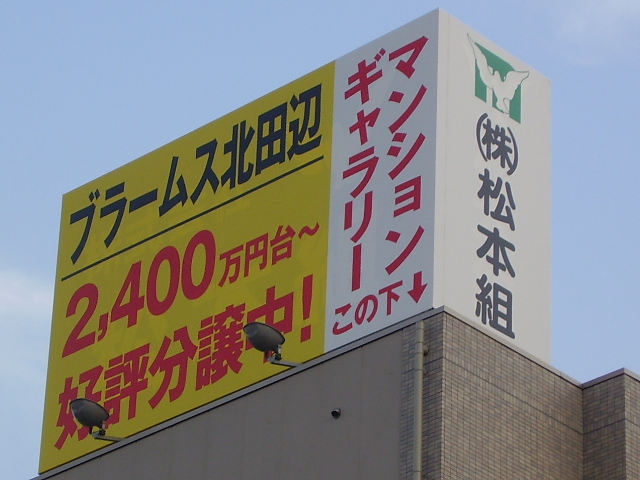 ブラームス北田辺
2,400万円台～
好評分譲中!
マンション
ギャラリー
この下↓
㈱松本組